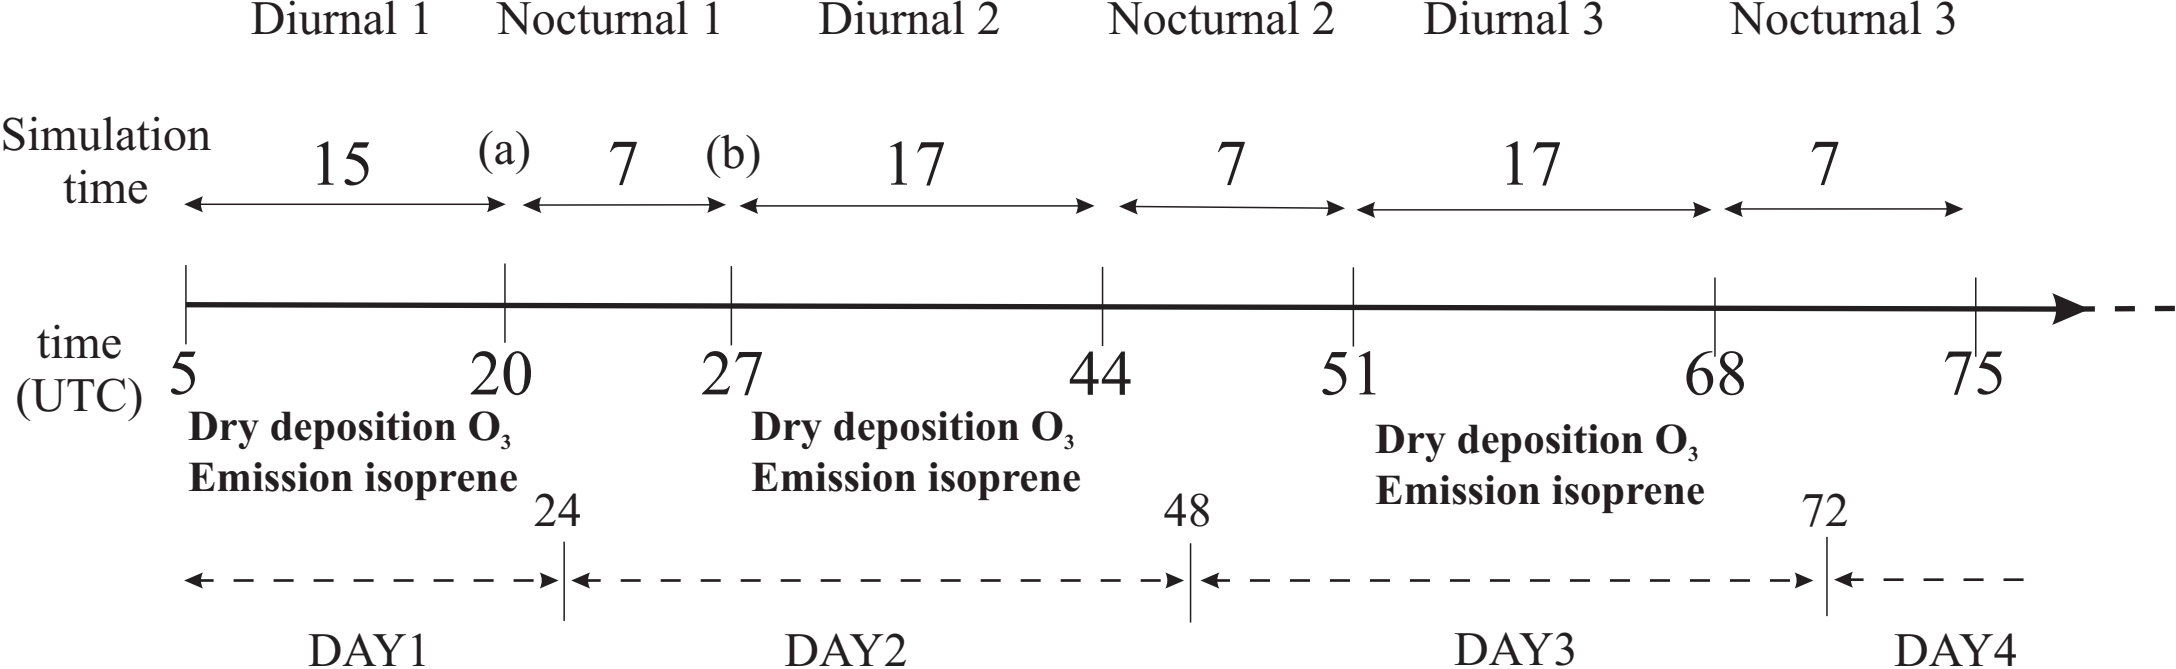 Diurnal 1 Nocturnal 1 Diurnal 2 Nocturnal 2 Diurnal 3 Nocturnal 3
Simulation
time
15 (a) 7 (b) 17 7 17 7
time
(UTC)
5 20 27 44 51 68 75
Dry deposition O₃ Dry deposition O₃ Dry deposition O₃
Emission isoprene Emission isoprene Emission isoprene
24 48 72
DAY1 DAY2 DAY3 DAY4